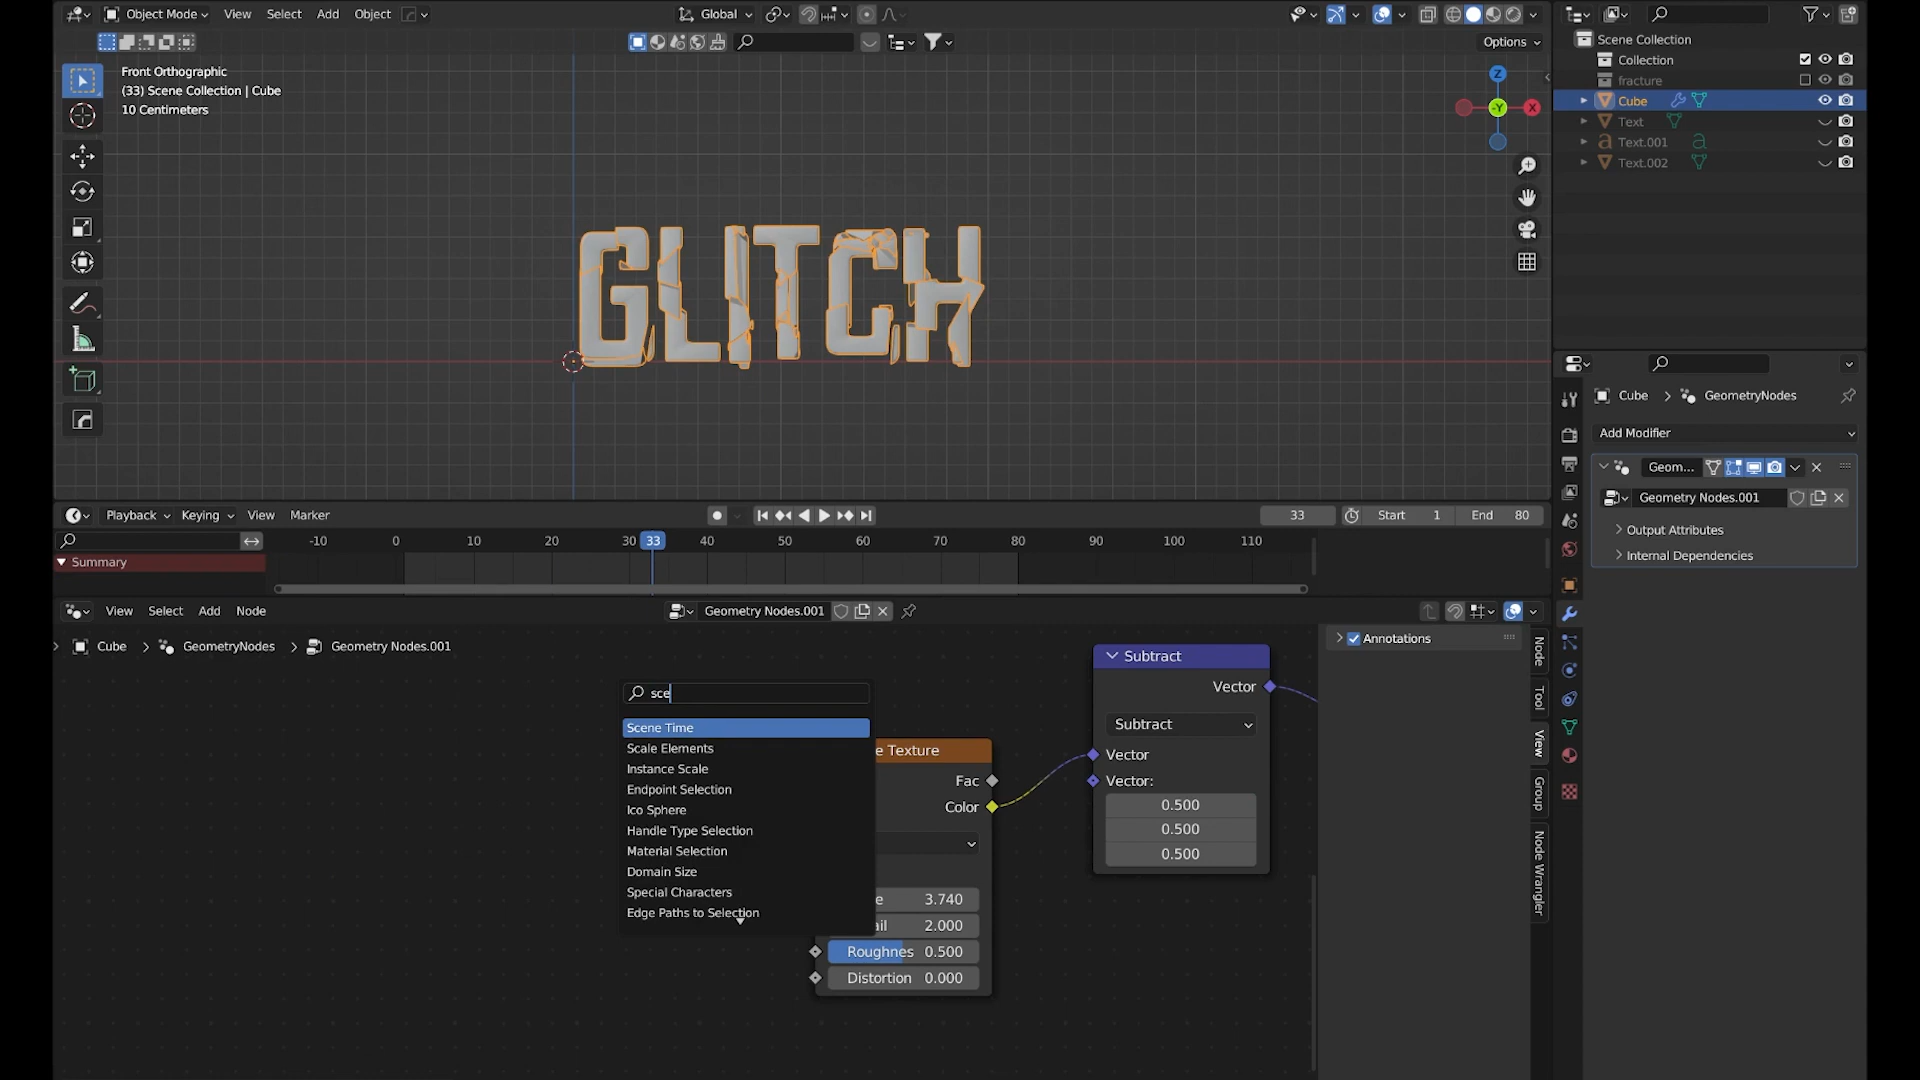 Object Mode View Select Add Object Global
Options
Front Orthographic
(33) Scene Collection | Cube
10 Centimeters
Z
-Y
X
GLITCH
Scene Collection
Collection
fracture
Cube
Text
Text.001
Text.002
Cube > GeometryNodes
Add Modifier
Geom...
Geometry Nodes.001
Output Attributes
Internal Dependencies
Playback Keying View Marker
33 Start 1 End 80
-10 0 10 20 30 33 40 50 60 70 80 90 100 110
Summary
View Select Add Node
Geometry Nodes.001
Cube > GeometryNodes > Geometry Nodes.001
sce
Scene Time
Scale Elements
Instance Scale
Endpoint Selection
Ico Sphere
Handle Type Selection
Material Selection
Domain Size
Special Characters
Edge Paths to Selection
e Texture
Fac
Color
e 3.740
ail 2.000
Roughnes 0.500
Distortion 0.000
Subtract
Vector
Subtract
Vector
Vector:
0.500
0.500
0.500
Annotations
Node
Tool
View
Group
Node Wrangler